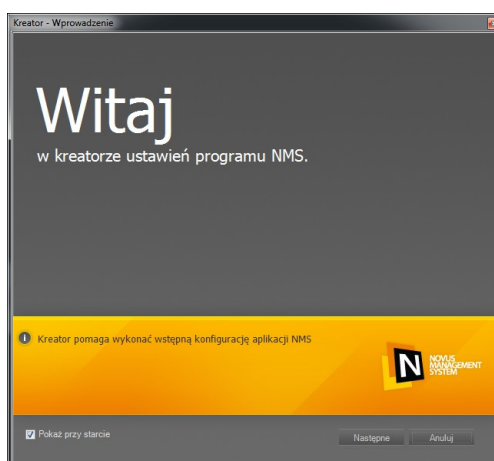 Kreator - Wprowadzenie
Witaj
w kreatorze ustawień programu NMS.
Kreator pomaga wykonać wstępną konfigurację aplikacji NMS
N
NOVUS
MANAGEMENT
SYSTEM
Pokaż przy starcie
Następne
Anuluj